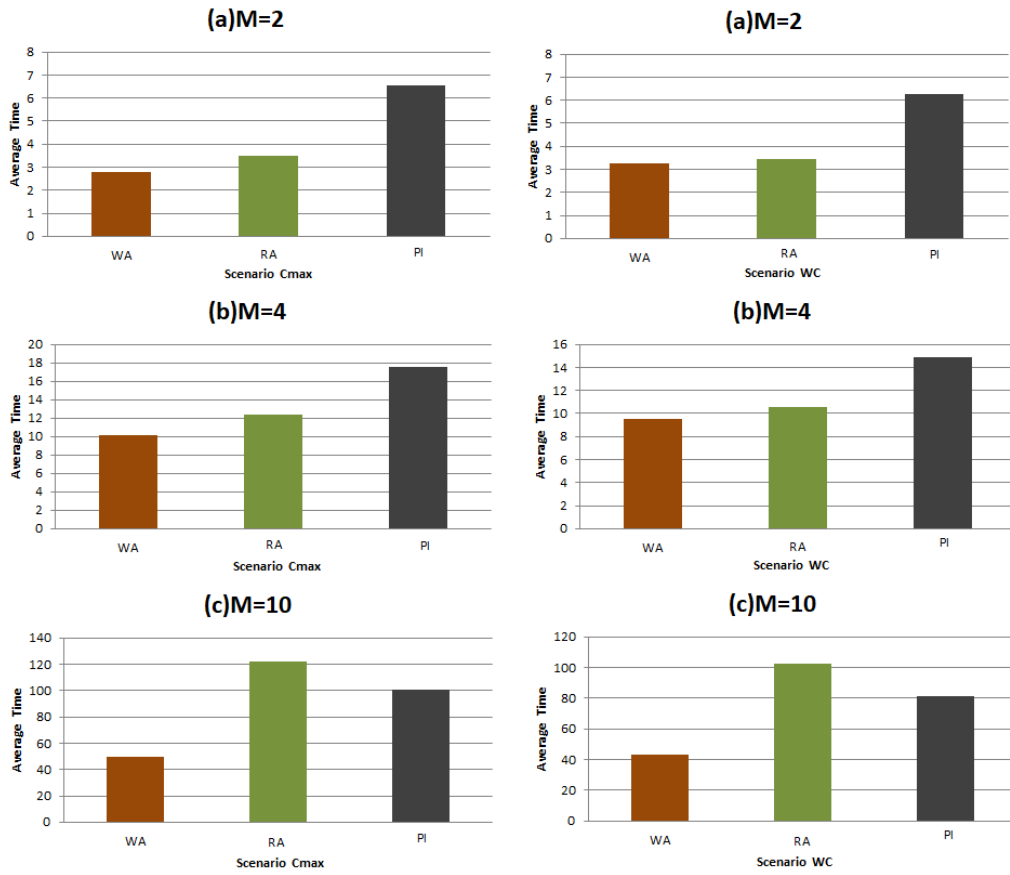 (a)M=2
8
7
6
5
4
3
2
1
0
Average Time
WA RA PI
Scenario Cmax
(a)M=2
8
7
6
5
4
3
2
1
0
Average Time
WA RA PI
Scenario WC
(b)M=4
20
18
16
14
12
10
8
6
4
2
0
Average Time
WA RA PI
Scenario Cmax
(b)M=4
16
14
12
10
8
6
4
2
0
Average Time
WA RA PI
Scenario WC
(c)M=10
140
120
100
80
60
40
20
0
Average Time
WA RA PI
Scenario Cmax
(c)M=10
120
100
80
60
40
20
0
Average Time
WA RA PI
Scenario WC